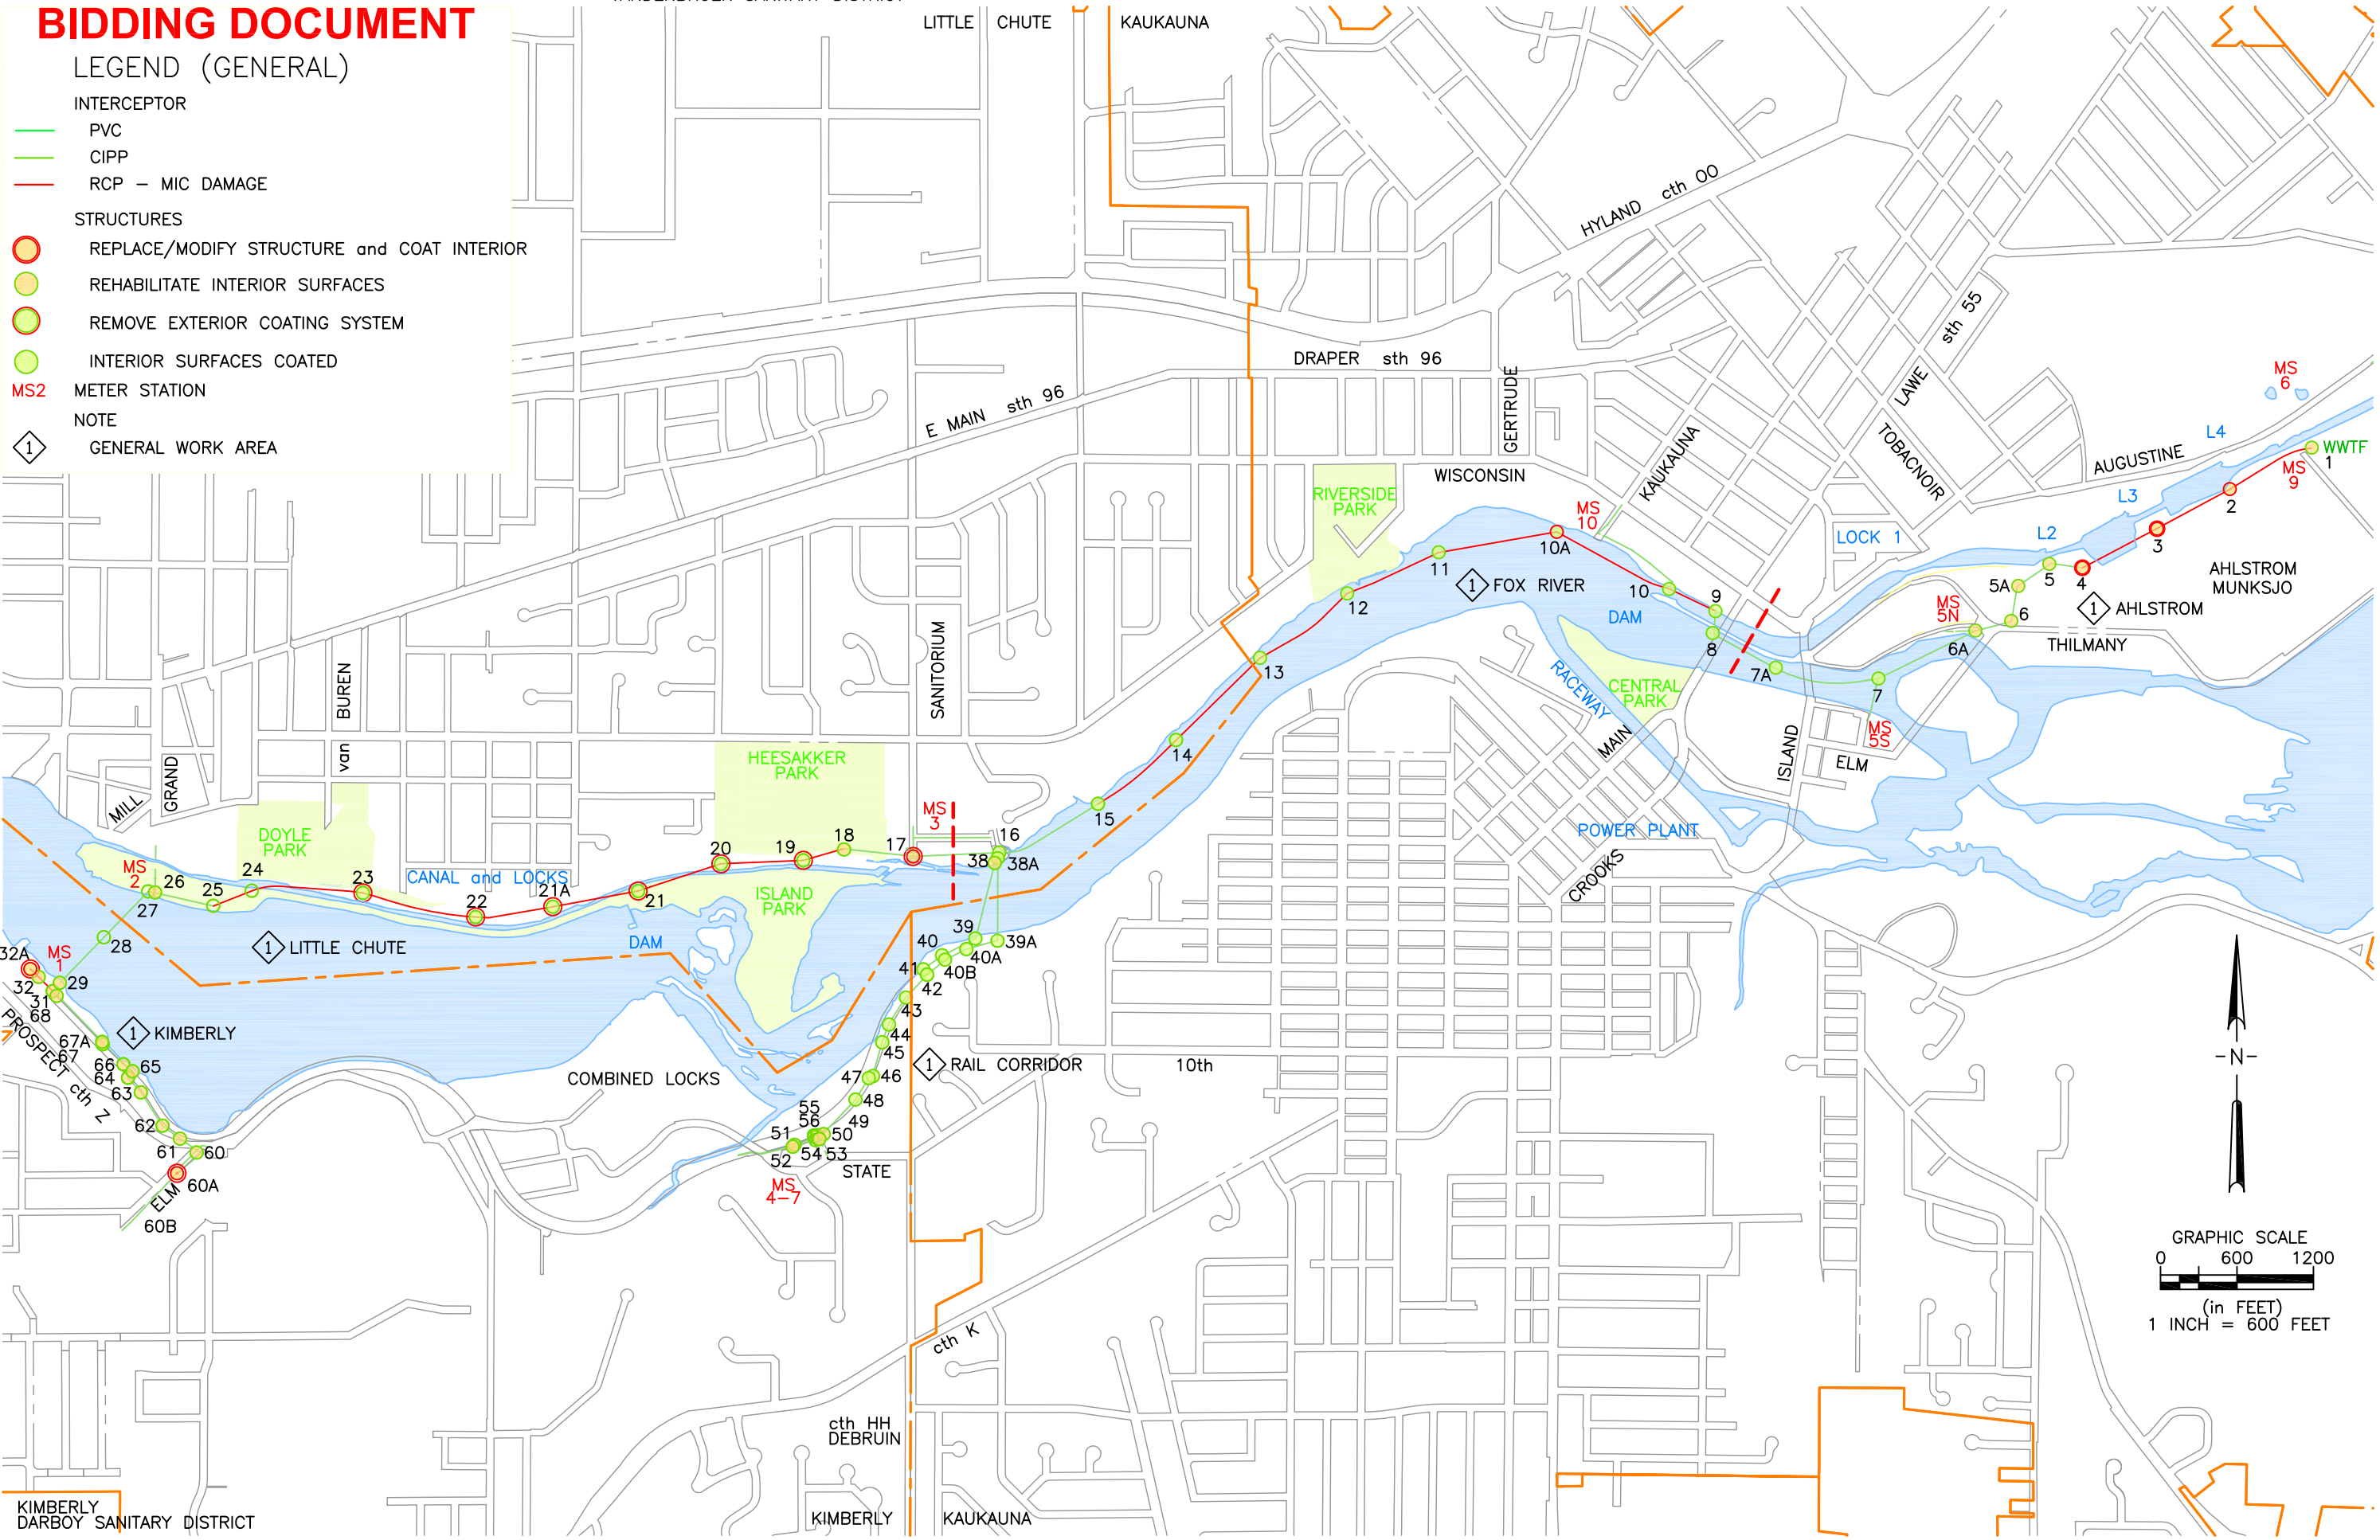 BIDDING DOCUMENT
LEGEND (GENERAL)
INTERCEPTOR
PVC
CIPP
RCP – MIC DAMAGE
STRUCTURES
REPLACE/MODIFY STRUCTURE and COAT INTERIOR
REHABILITATE INTERIOR SURFACES
REMOVE EXTERIOR COATING SYSTEM
INTERIOR SURFACES COATED
MS2 METER STATION
NOTE
1 GENERAL WORK AREA
LITTLE CHUTE
KAUKAUNA
HYLAND cth OO
DRAPER sth 96
E MAIN sth 96
GERTRUDE
WISCONSIN
KAUKAUNA
LAWE sth 55
TOBACNOIR
AUGUSTINE
L4
MS
6
WWTF
1
MS
9
2
L3
3
L2
LOCK 1
4
5
5A
6
AHLSTROM
MUNKSJO
1 AHLSTROM
THILMANY
MS
5N
6A
7
MS
5S
7A
ELM
ISLAND
8
9
10
MS
10
10A
11
1 FOX RIVER
DAM
RIVERSIDE
PARK
12
13
14
15
RACEWAY
CENTRAL
PARK
MAIN
POWER PLANT
CROOKS
SANITORIUM
HEESAKKER
PARK
MS
3
16
17
18
19
20
38
38A
21
21A
22
23
24
25
26
27
28
29
CANAL and LOCKS
ISLAND
PARK
DAM
van BUREN
GRAND
MILL
DOYLE
PARK
MS
2
1 LITTLE CHUTE
32A
MS
1
32
31
68
1 KIMBERLY
PROSPECT cth Z
67A
67
66
65
64
63
62
61
60
60A
ELM
60B
39
39A
40
40A
40B
41
42
43
44
45
46
47
48
49
50
51
52
53
54
55
56
1 RAIL CORRIDOR
10th
COMBINED LOCKS
STATE
MS
4–7
cth K
cth HH
DEBRUIN
-N-
GRAPHIC SCALE
0 600 1200
(in FEET)
1 INCH = 600 FEET
KIMBERLY
DARBOY SANITARY DISTRICT
KIMBERLY
KAUKAUNA